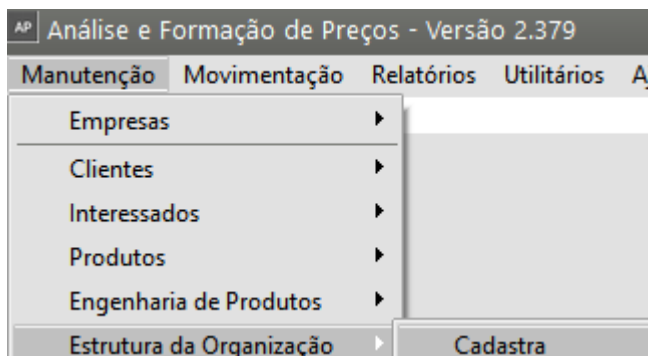 AP Análise e Formação de Preços - Versão 2.379
Manutenção Movimentação Relatórios Utilitários
Empresas
Clientes
Interessados
Produtos
Engenharia de Produtos
Estrutura da Organização Cadastra